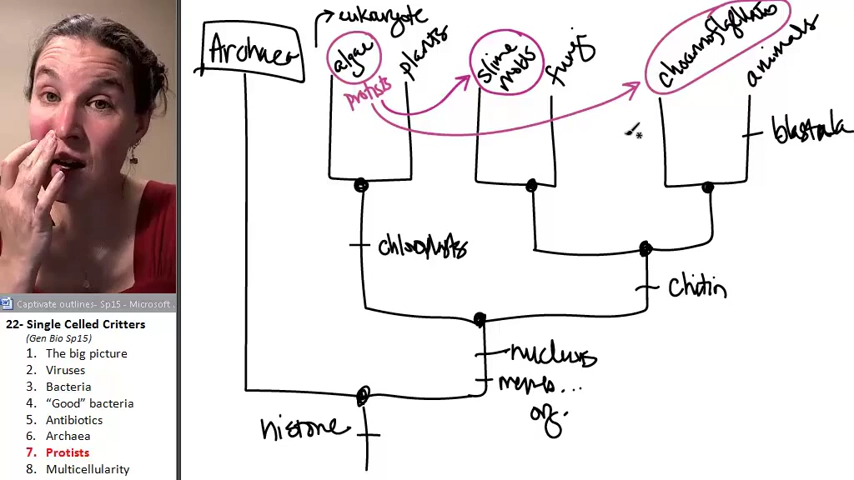 Archaea
eukaryote
algae
plants
slime
molds
fungi
choanoflagellates
animals
protists
blastula
chloroplasts
chitin
nucleus
histone
org.
Captivate outlines- Sp15 - Microsoft .
22- Single Celled Critters
(Gen Bio Sp15)
1. The big picture
2. Viruses
3. Bacteria
4. “Good” bacteria
5. Antibiotics
6. Archaea
7. Protists
8. Multicellularity